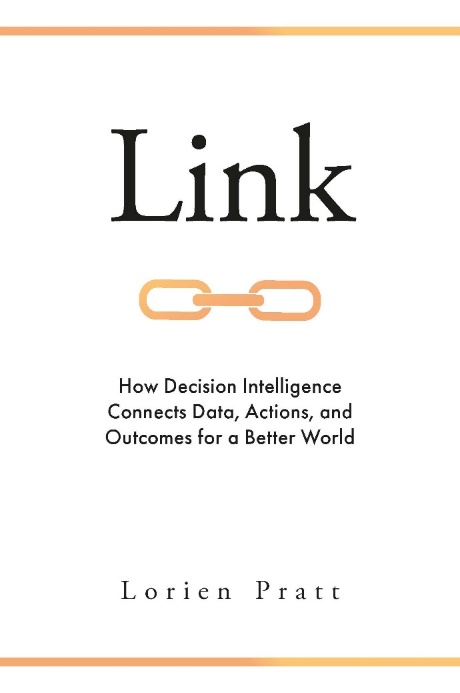 Link
How Decision Intelligence
Connects Data, Actions, and
Outcomes for a Better World
Lorien Pratt